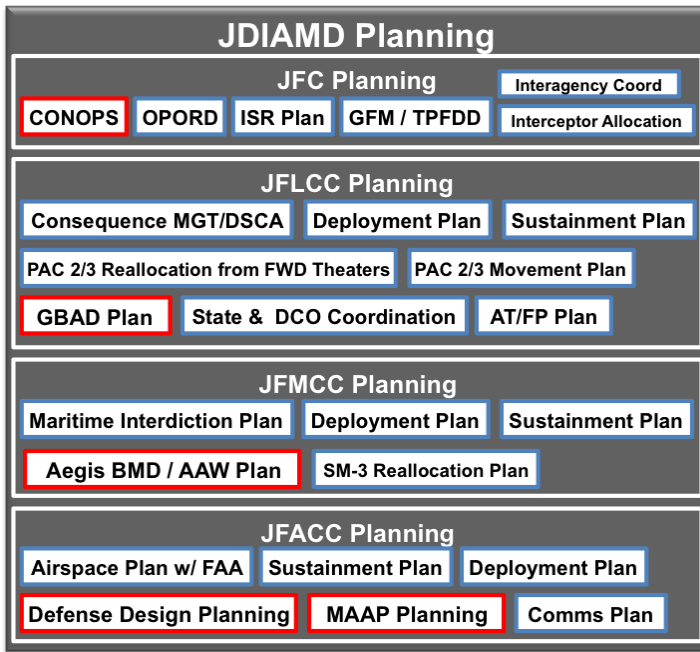 JDIAMD Planning
JFC Planning
Interagency Coord
CONOPS
OPORD
ISR Plan
GFM / TPFDD
Interceptor Allocation
JFLCC Planning
Consequence MGT/DSCA
Deployment Plan
Sustainment Plan
PAC 2/3 Reallocation from FWD Theaters
PAC 2/3 Movement Plan
GBAD Plan
State & DCO Coordination
AT/FP Plan
JFMCC Planning
Maritime Interdiction Plan
Deployment Plan
Sustainment Plan
Aegis BMD / AAW Plan
SM-3 Reallocation Plan
JFACC Planning
Airspace Plan w/ FAA
Sustainment Plan
Deployment Plan
Defense Design Planning
MAAP Planning
Comms Plan